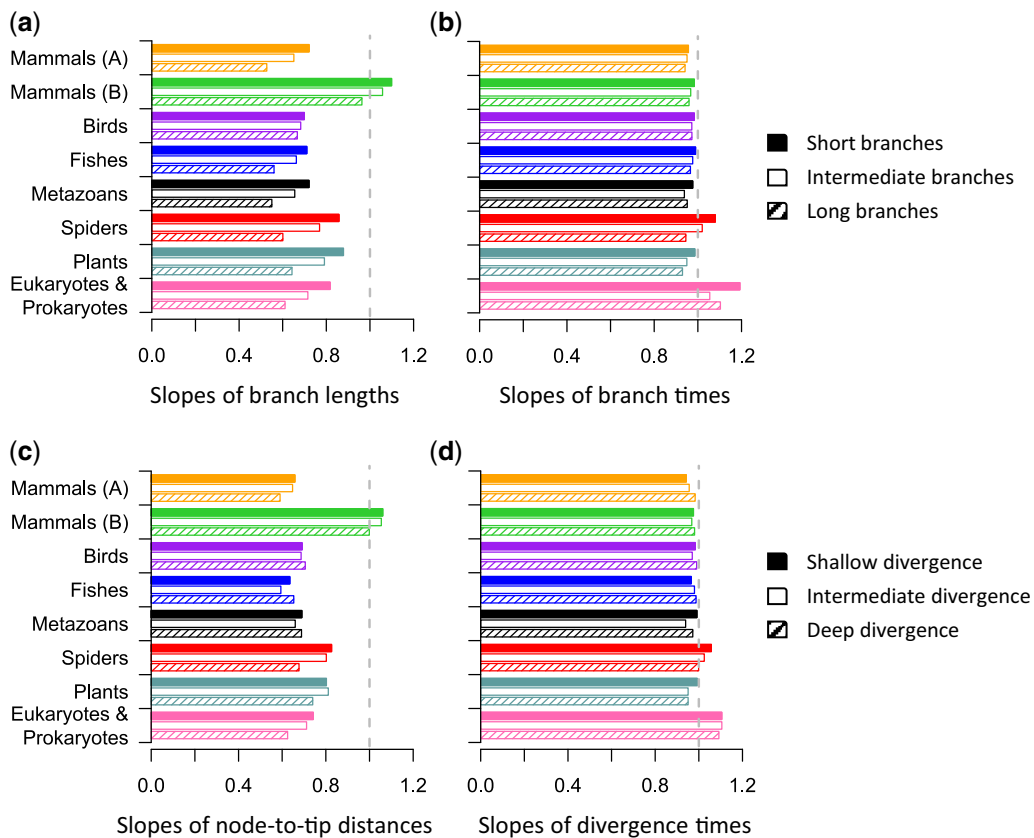 (a)
Mammals (A)
Mammals (B)
Birds
Fishes
Metazoans
Spiders
Plants
Eukaryotes &
Prokaryotes
0.0 0.4 0.8 1.2
Slopes of branch lengths
(b)
0.0 0.4 0.8 1.2
Slopes of branch times
Short branches
Intermediate branches
Long branches
(c)
Mammals (A)
Mammals (B)
Birds
Fishes
Metazoans
Spiders
Plants
Eukaryotes &
Prokaryotes
0.0 0.4 0.8 1.2
Slopes of node-to-tip distances
(d)
0.0 0.4 0.8 1.2
Slopes of divergence times
Shallow divergence
Intermediate divergence
Deep divergence